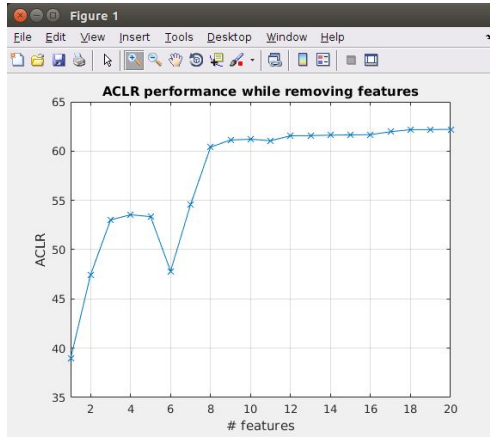 Figure 1
File Edit View Insert Tools Desktop Window Help
ACLR performance while removing features
65
60
55
50
45
40
35
ACLR
2 4 6 8 10 12 14 16 18 20
# features